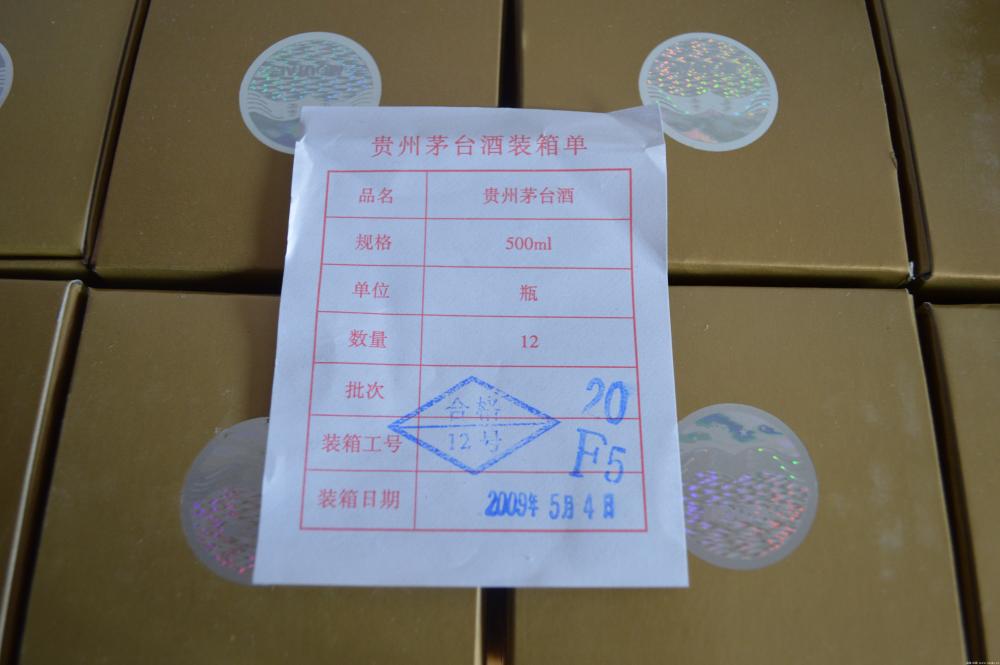 贵州茅台酒装箱单
品名 贵州茅台酒
规格 500ml
单位 瓶
数量 12
批次 20
合格
装箱工号 12号 F5
装箱日期 2009年 5月 4日